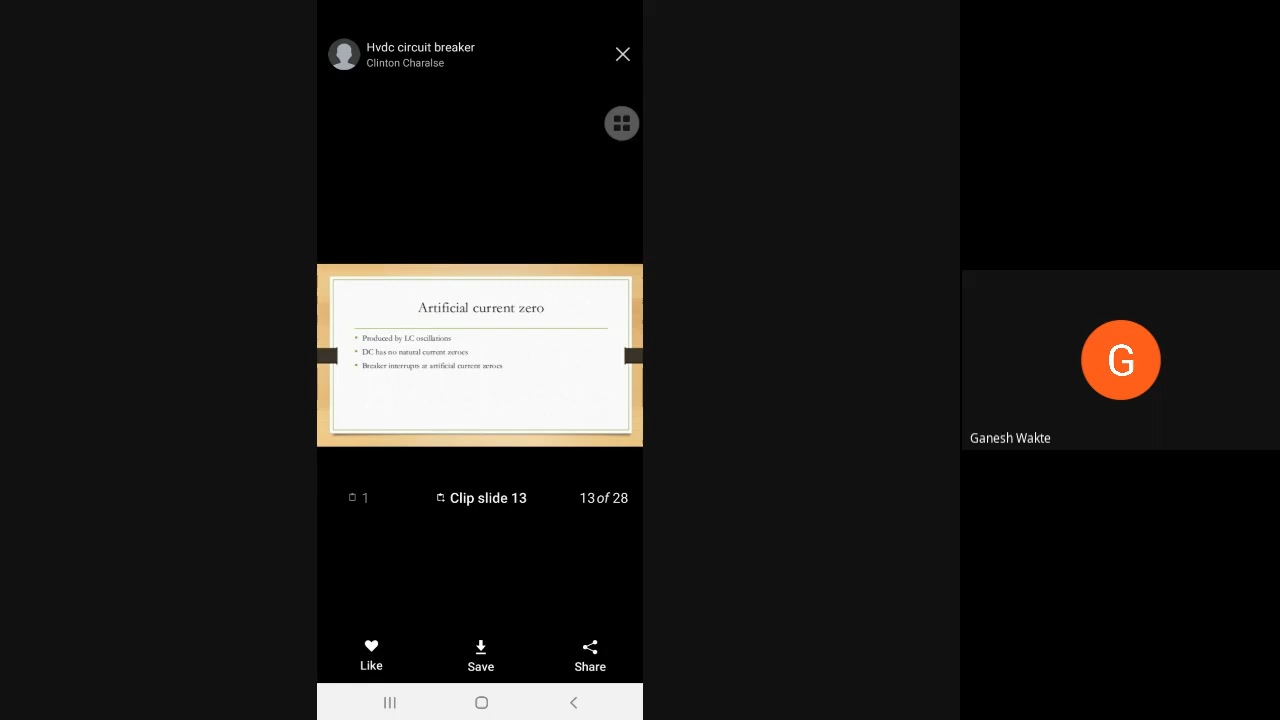 Hvdc circuit breaker
Clinton Charalse
Artificial current zero
• Produced by LC oscillations
• DC has no natural current zeroes
• Breaker interrupts at artificial current zeroes
1
Clip slide 13
13 of 28
Like
Save
Share
G
Ganesh Wakte